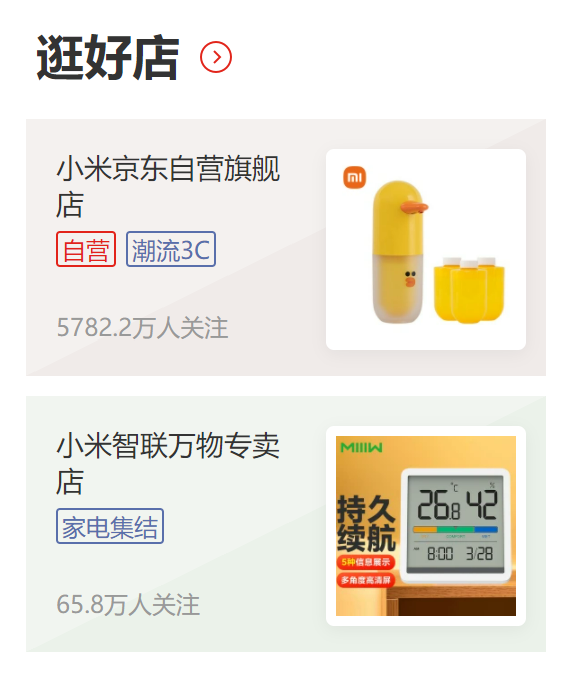 逛好店
小米京东自营旗舰
店
自营
潮流3C
5782.2万人关注
mi
小米智联万物专卖
店
家电集结
65.8万人关注
MIIIW
持久
续航
5种信息展示
多角度高清屏
26.8
°C
42
%
8:00
3/28